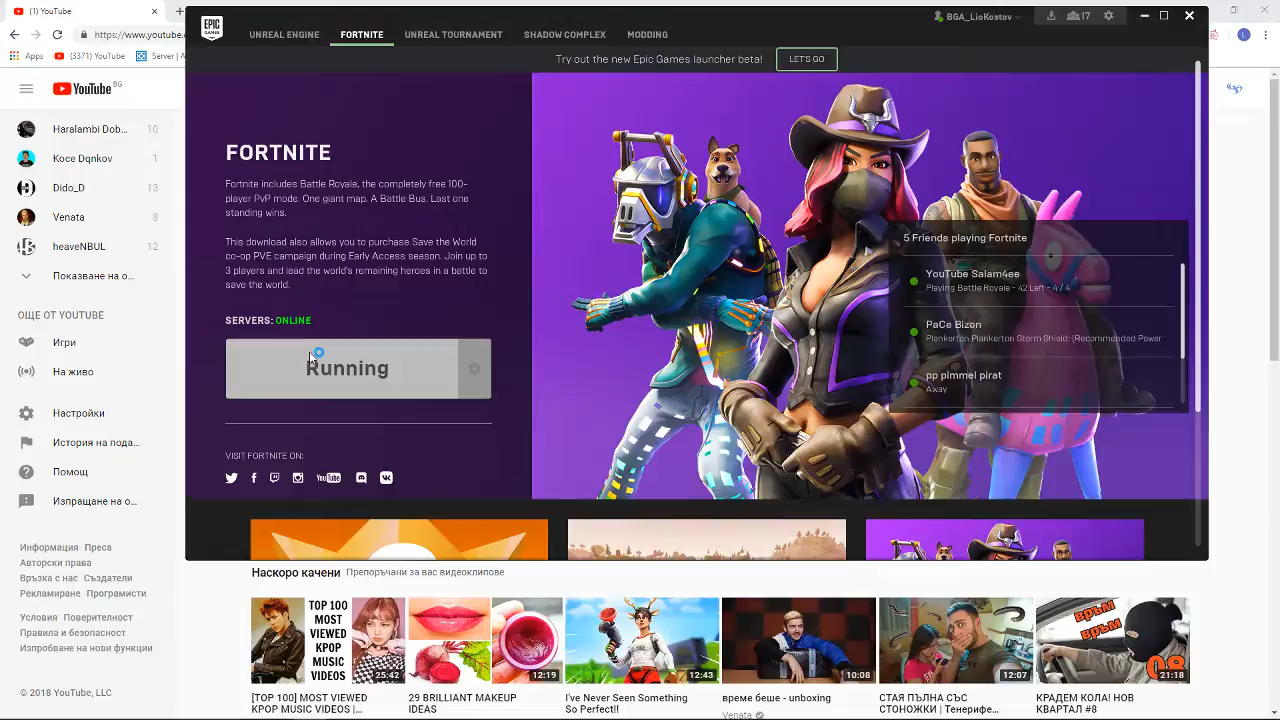 YouTube
https://www.youtube.
BGA_LioKostov
17
EPIC GAMES
UNREAL ENGINE
FORTNITE
UNREAL TOURNAMENT
SHADOW COMPLEX
MODDING
Apps
(3371) YouTube
Server | A
Try out the new Epic Games launcher beta!
LET'S GO
YouTube BG
Haralambi Dob... 10
Koce Dqnkov 1
Dido_D 13
Venata 8
heaveNBUL 12
Показване на о...
ОЩЕ ОТ YOUTUBE
Игри
На живо
Настройки
История на пода...
Помощ
Изпращане на о...
Информация Преса
Авторски права
Връзка с нас Създатели
Рекламиране Програмисти
Условия Поверителност
Правила и безопасност
Изпробване на нови функции
© 2018 YouTube, LLC
FORTNITE
Fortnite includes Battle Royale, the completely free 100-
player PvP mode. One giant map. A Battle Bus. Last one
standing wins.
This download also allows you to purchase Save the World
co-op PVE campaign during Early Access season. Join up to
3 players and lead the world's remaining heroes in a battle to
save the world.
SERVERS: ONLINE
Running
VISIT FORTNITE ON:
YouTube
5 Friends playing Fortnite
YouTube Salam4ee
Playing Battle Royale - 42 Left - 4 / 4
PaCe Bizon
Plankerton Plankerton Storm Shield: (Recommended Power
pp pimmel pirat
Away
Наскоро качени Препоръчани за вас видеоклипове
TOP 100
MOST
VIEWED
KPOP
MUSIC
VIDEOS
25:42
12:19
12:43
10:08
12:07
ВРЪМ
ВРЪМ
08
21:18
[TOP 100] MOST VIEWED
KPOP MUSIC VIDEOS |...
29 BRILLIANT MAKEUP
IDEAS
I've Never Seen Something
So Perfect!!
време беше - unboxing
Venata
СТАЯ ПЪЛНА СЪС
СТОНОЖКИ | Тенерифе...
КРАДЕМ КОЛА! НОВ
КВАРТАЛ #8